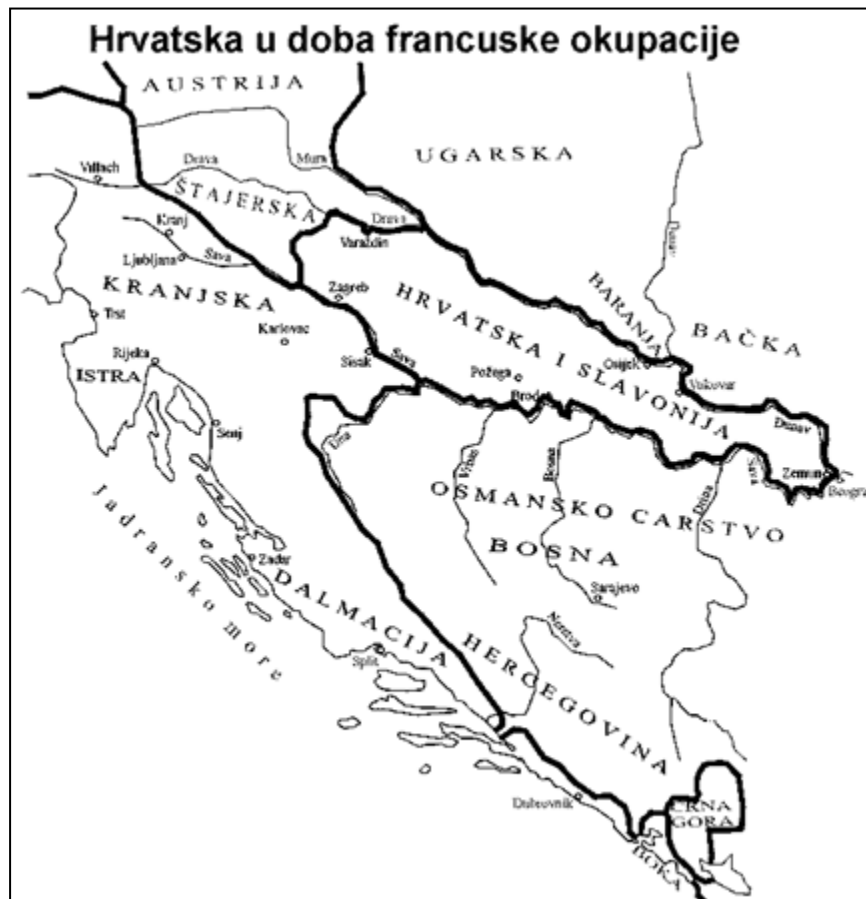 Hrvatska u doba francuske okupacije
AUSTRIJA
UGARSKA
Mura
Drava
Villach
ŠTAJERSKA
Drava
Varaždin
Kranj
Ljubljana
Sava
Dunav
KRANJSKA
Zagreb
HRVATSKA I SLAVONIJA
BARANJA
BAČKA
Trst
Karlovac
Rijeka
Sisak
Sava
Osijek
ISTRA
Požega
Vukovar
Brod
Senj
Una
Vrbas
Bosna
Drina
Sava
Dunav
Zemun
Beograd
OSMANSKO CARSTVO
BOSNA
Jadransko more
Zadar
Sarajevo
DALMACIJA
Neretva
Split
HERCEGOVINA
Dubrovnik
CRNA
GORA
BOKA